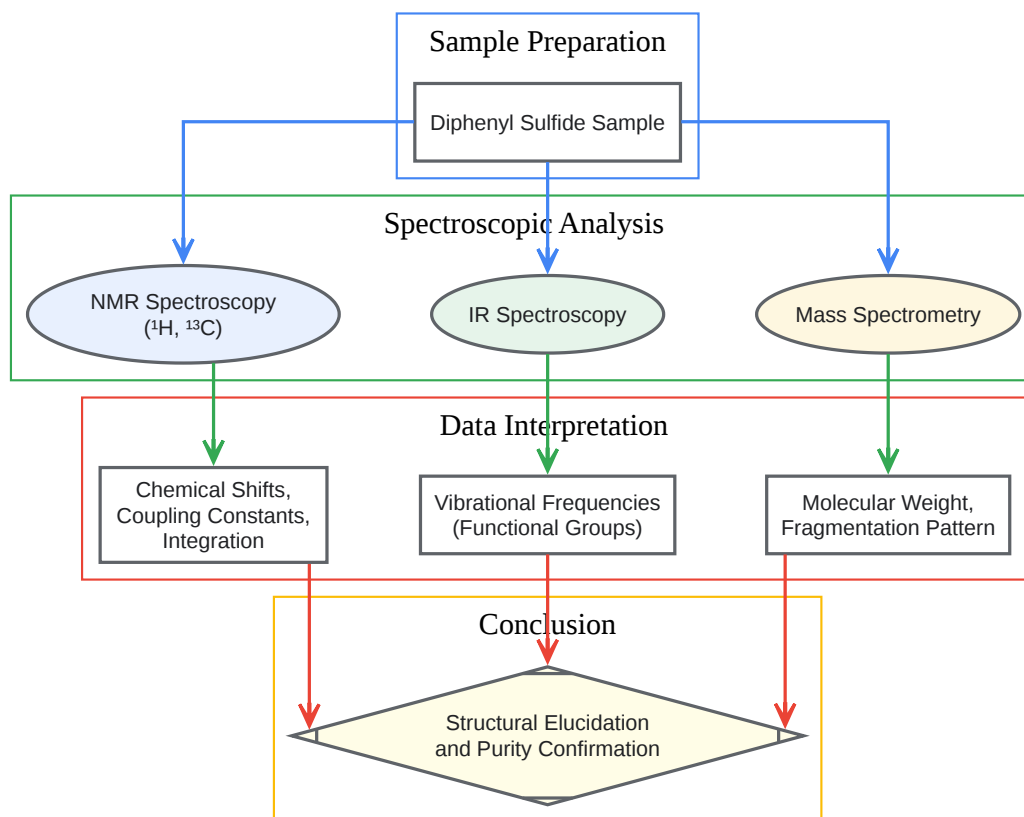 Sample Preparation
Diphenyl Sulfide Sample
Spectroscopic Analysis
NMR Spectroscopy
(¹H, ¹³C)
IR Spectroscopy
Mass Spectrometry
Data Interpretation
Chemical Shifts,
Coupling Constants,
Integration
Vibrational Frequencies
(Functional Groups)
Molecular Weight,
Fragmentation Pattern
Conclusion
Structural Elucidation
and Purity Confirmation